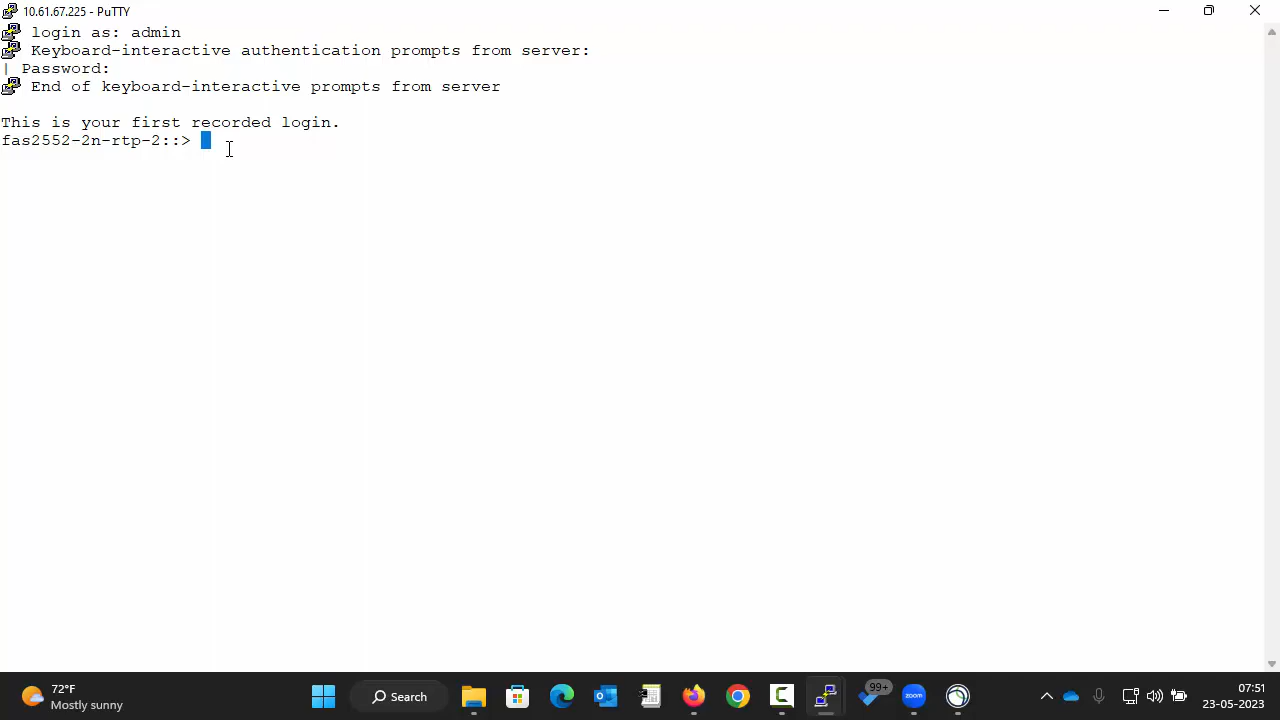 10.61.67.225 - PuTTY
login as: admin
Keyboard-interactive authentication prompts from server:
| Password:
End of keyboard-interactive prompts from server
This is your first recorded login.
fas2552-2n-rtp-2::>
72°F
Mostly sunny
Search
99+
zoom
07:51
23-05-2023